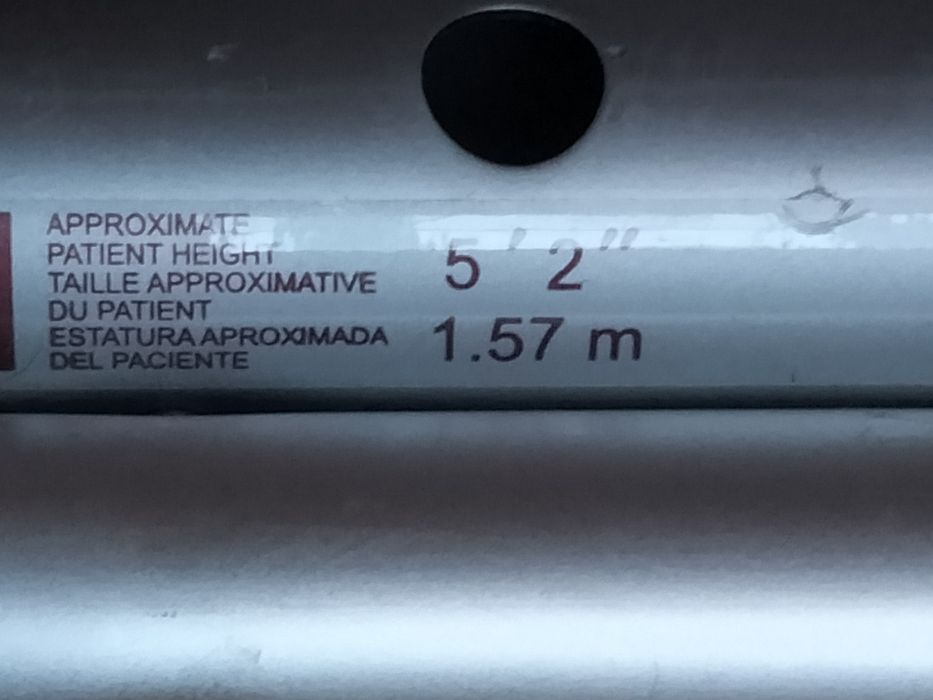 APPROXIMATE
PATIENT HEIGHT
TAILLE APPROXIMATIVE
DU PATIENT
ESTATURA APROXIMADA
DEL PACIENTE
5 ' 2 "
1.57 m